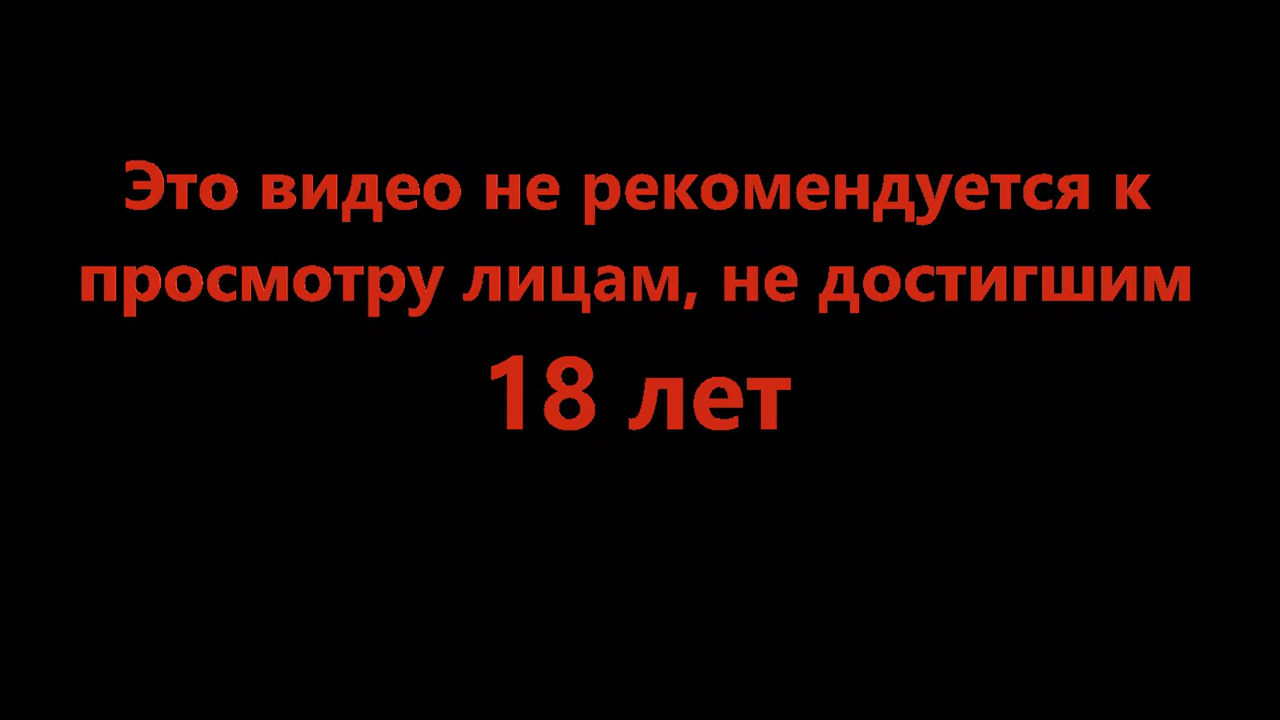 Это видео не рекомендуется к
просмотру лицам, не достигшим
18 лет